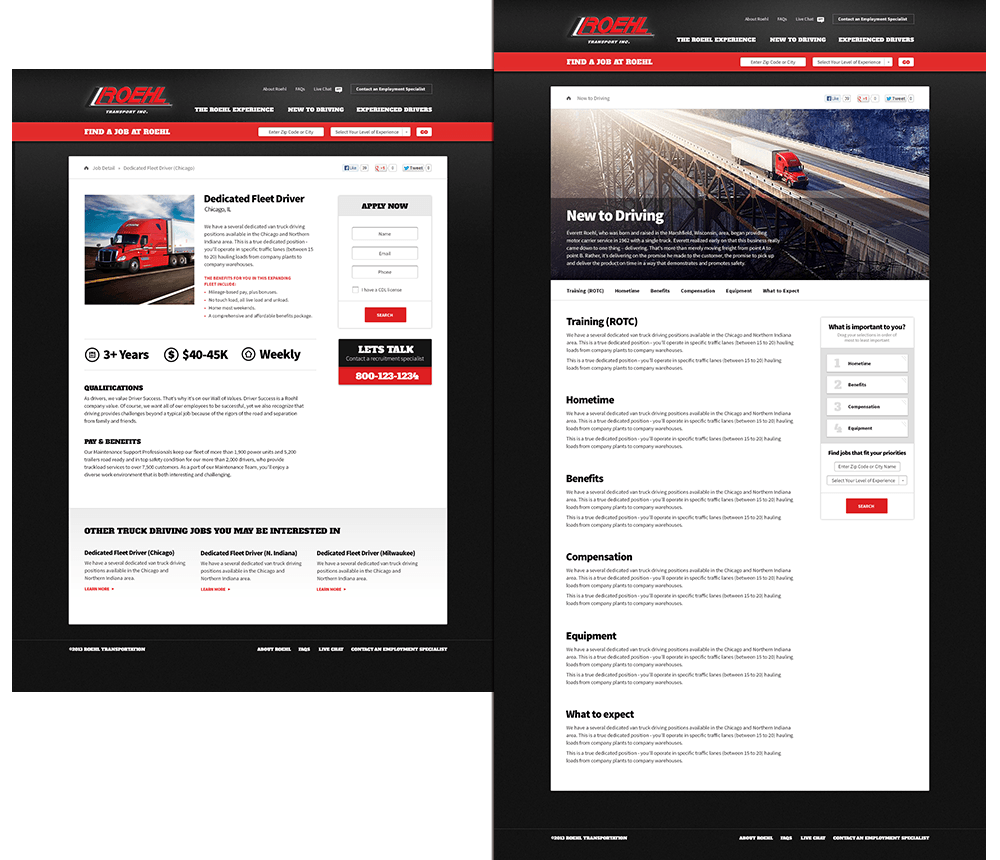 ROEHL
TRANSPORT INC.
About Roehl FAQs Live Chat Contact an Employment Specialist
THE ROEHL EXPERIENCE NEW TO DRIVING EXPERIENCED DRIVERS
FIND A JOB AT ROEHL Enter Zip Code or City Select Your Level of Experience GO
Job Detail » Dedicated Fleet Driver (Chicago)
Like +1 0 Tweet
Dedicated Fleet Driver
Chicago, IL
We have a several dedicated van truck driving
positions available in the Chicago and Northern
Indiana area. This is a true dedicated position -
you'll operate in specific traffic lanes (between 15
to 20) hauling loads from company plants to
company warehouses.
THE BENEFITS FOR YOU IN THIS EXPANDING
FLEET INCLUDE:
• Mileage-based pay, plus bonuses.
• No touch load, all live load and unload.
• Home most weekends.
• A comprehensive and affordable benefits package.
APPLY NOW
Name
Email
Phone
I have a CDL license
SEARCH
LETS TALK
Contact a recruitment specialist
800-123-1234
3+ Years $ $40-45K Weekly
QUALIFICATIONS
As drivers, we value Driver Success. That's why it's on our Wall of Values. Driver Success is a Roehl
company value. Of course, we want all of our employees to be successful, yet we also recognize that
driving provides challenges beyond a typical job because of the rigors of the road and separation
from family and friends.
PAY & BENEFITS
Our Maintenance Support Professionals keep our fleet of more than 1,900 power units and 5,200
trailers road ready and in top safety condition for our more than 2,000 drivers, who provide
truckload services to over 7,500 customers. As a part of our Maintenance Team, you'll enjoy a
diverse work environment that is both interesting and challenging.
OTHER TRUCK DRIVING JOBS YOU MAY BE INTERESTED IN
Dedicated Fleet Driver (Chicago)
We have a several dedicated van truck driving
positions available in the Chicago and
Northern Indiana area.
LEARN MORE
Dedicated Fleet Driver (N. Indiana)
We have a several dedicated van truck driving
positions available in the Chicago and
Northern Indiana area.
LEARN MORE
Dedicated Fleet Driver (Milwaukee)
We have a several dedicated van truck driving
positions available in the Chicago and
Northern Indiana area.
LEARN MORE
©2013 ROEHL TRANSPORTATION ABOUT ROEHL FAQS LIVE CHAT CONTACT AN EMPLOYMENT SPECIALIST
ROEHL
TRANSPORT INC.
About Roehl FAQs Live Chat Contact an Employment Specialist
THE ROEHL EXPERIENCE NEW TO DRIVING EXPERIENCED DRIVERS
FIND A JOB AT ROEHL Enter Zip Code or City Select Your Level of Experience GO
New to Driving
Like +1 0 Tweet
New to Driving
Everett Roehl, who was born and raised in the Marshfield, Wisconsin, area, began providing
motor carrier service in 1962 with a single truck. Everett realized early on that this business really
came down to one thing – delivering. That's more than merely moving freight from point A to
point B. Rather, it's delivering on the promise he made to the customer, the promise to pick up
and deliver the product on time in a way that demonstrates and promotes safety.
Training (ROTC) Hometime Benefits Compensation Equipment What to Expect
Training (ROTC)
We have a several dedicated van truck driving positions available in the Chicago and Northern Indiana
area. This is a true dedicated position - you'll operate in specific traffic lanes (between 15 to 20) hauling
loads from company plants to company warehouses.
This is a true dedicated position - you'll operate in specific traffic lanes (between 15 to 20) hauling
loads from company plants to company warehouses.
Hometime
We have a several dedicated van truck driving positions available in the Chicago and Northern Indiana
area. This is a true dedicated position - you'll operate in specific traffic lanes (between 15 to 20) hauling
loads from company plants to company warehouses.
This is a true dedicated position - you'll operate in specific traffic lanes (between 15 to 20) hauling
loads from company plants to company warehouses.
Benefits
We have a several dedicated van truck driving positions available in the Chicago and Northern Indiana
area. This is a true dedicated position - you'll operate in specific traffic lanes (between 15 to 20) hauling
loads from company plants to company warehouses.
This is a true dedicated position - you'll operate in specific traffic lanes (between 15 to 20) hauling
loads from company plants to company warehouses.
Compensation
We have a several dedicated van truck driving positions available in the Chicago and Northern Indiana
area. This is a true dedicated position - you'll operate in specific traffic lanes (between 15 to 20) hauling
loads from company plants to company warehouses.
This is a true dedicated position - you'll operate in specific traffic lanes (between 15 to 20) hauling
loads from company plants to company warehouses.
Equipment
We have a several dedicated van truck driving positions available in the Chicago and Northern Indiana
area. This is a true dedicated position - you'll operate in specific traffic lanes (between 15 to 20) hauling
loads from company plants to company warehouses.
This is a true dedicated position - you'll operate in specific traffic lanes (between 15 to 20) hauling
loads from company plants to company warehouses.
What to expect
We have a several dedicated van truck driving positions available in the Chicago and Northern Indiana
area. This is a true dedicated position - you'll operate in specific traffic lanes (between 15 to 20) hauling
loads from company plants to company warehouses.
This is a true dedicated position - you'll operate in specific traffic lanes (between 15 to 20) hauling
loads from company plants to company warehouses.
What is important to you?
Drag your selections in order of
most to least important
1 Hometime
2 Benefits
3 Compensation
4 Equipment
Find jobs that fit your priorities
Enter Zip Code or City Name
Select Your Level of Experience
SEARCH
©2013 ROEHL TRANSPORTATION ABOUT ROEHL FAQS LIVE CHAT CONTACT AN EMPLOYMENT SPECIALIST